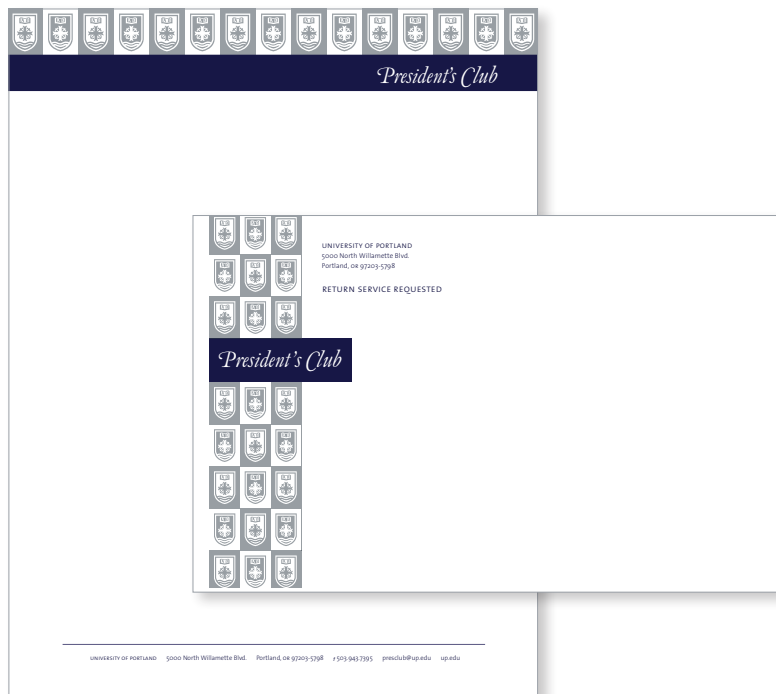 President's Club
UNIVERSITY OF PORTLAND
5000 North Willamette Blvd.
Portland, OR 97203-5798
RETURN SERVICE REQUESTED
President's Club
UNIVERSITY OF PORTLAND 5000 North Willamette Blvd. Portland, OR 97203-5798 F 503.943.7395 presclub@up.edu up.edu